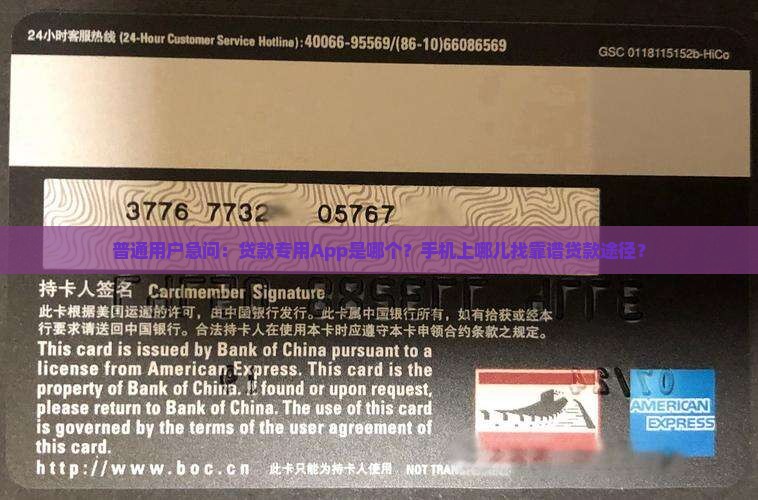 24小时客服热线 (24-Hour Customer Service Hotline):40066-95569/(86-10)66086569
GSC 0118115152b-HiCo
3776 7732 05767
普通用户急问：贷款专用App是哪个？手机上哪儿找靠谱贷款途径？
持卡人签名 Cardmember Signature
此卡根据美国运通的许可，由中国银行发行。此卡属中国银行所有，如有拾获或经本
行要求请送回中国银行。合法持卡人在使用本卡时应遵守本卡申领合约条款之规定。
This card is issued by Bank of China pursuant to a
license from American Express. This card is the
property of Bank of China. If found or upon request,
please return to Bank of China. The use of this card
is governed by the terms of the user agreement of
this card.
AMERICAN
EXPRESS
http://www.boc.cn 此卡只能为持卡人使用 NOT